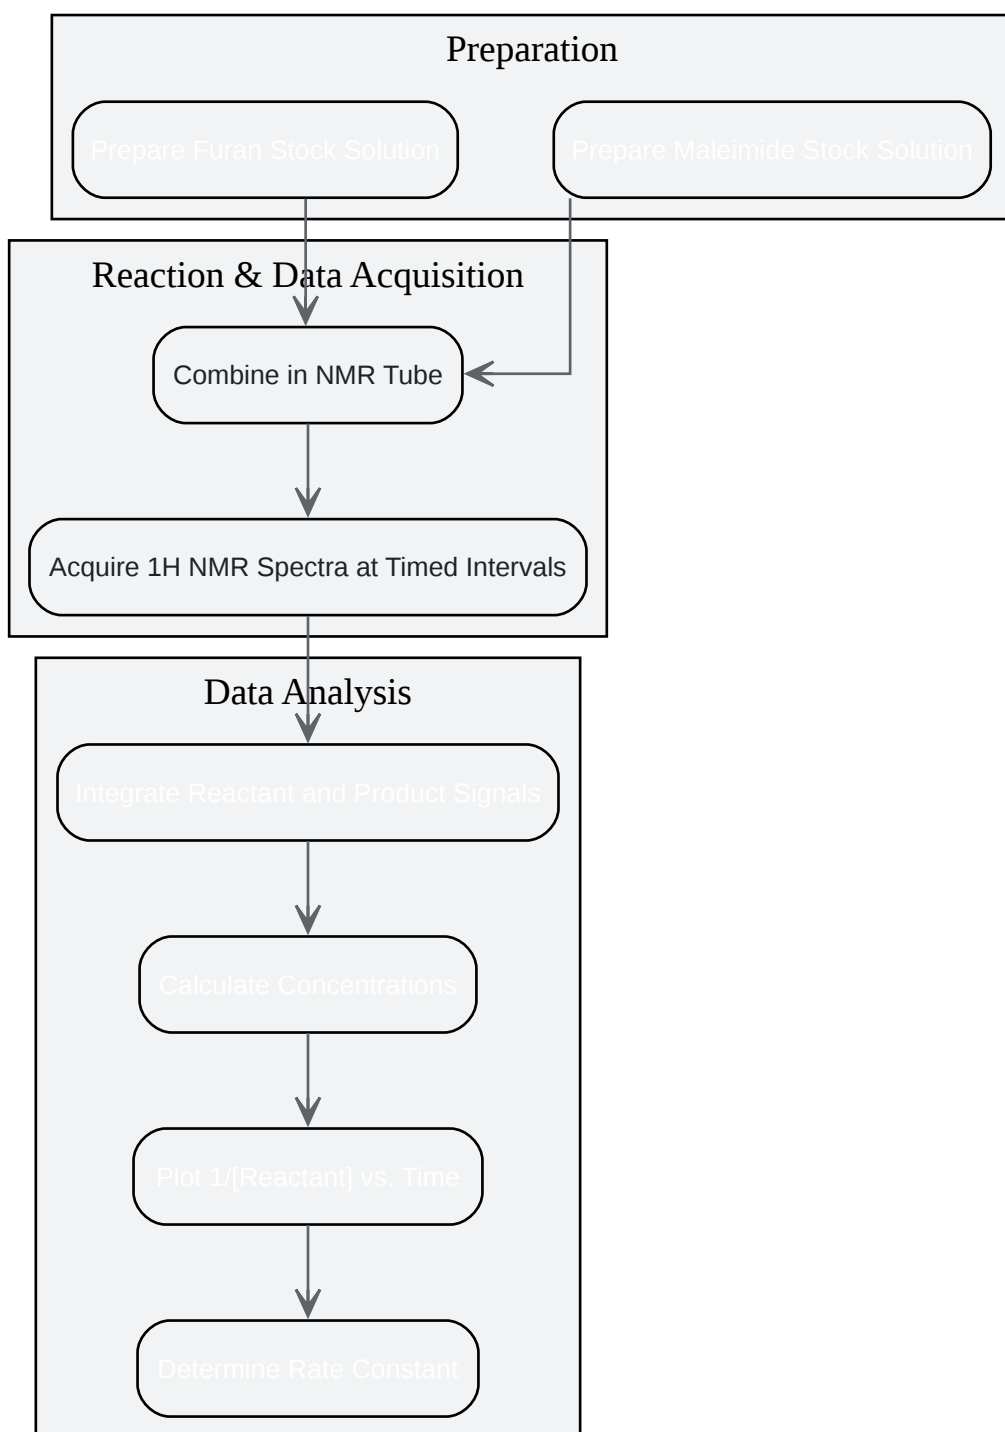 Preparation
Prepare Furan Stock Solution
Prepare Maleimide Stock Solution
Reaction & Data Acquisition
Combine in NMR Tube
Acquire 1H NMR Spectra at Timed Intervals
Data Analysis
Integrate Reactant and Product Signals
Calculate Concentrations
Plot 1/[Reactant] vs. Time
Determine Rate Constant